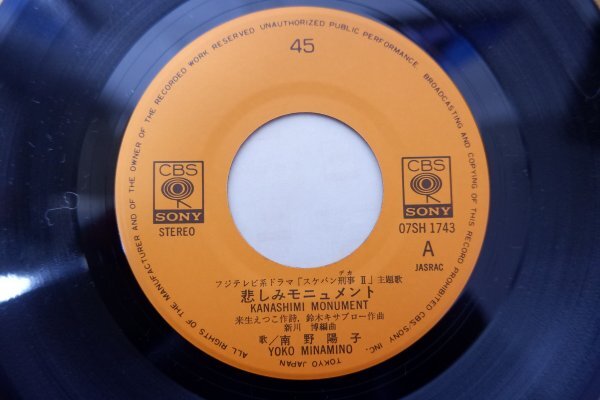 45
ALL RIGHTS OF THE MANUFACTURER AND OF THE OWNER OF THE RECORDED WORK RESERVED UNAUTHORIZED PUBLIC PERFORMANCE, BROADCASTING AND COPYING OF THIS RECORD PROHIBITED CBS/SONY INC.
TOKYO JAPAN
CBS
SONY
STEREO
CBS
SONY
07SH 1743
A
JASRAC
デカ
フジテレビ系ドラマ「スケバン刑事 II」主題歌
悲しみモニュメント
KANASHIMI MONUMENT
来生えつこ作詩、鈴木キサブロー作曲
新川 博編曲
歌／南野陽子
YOKO MINAMINO